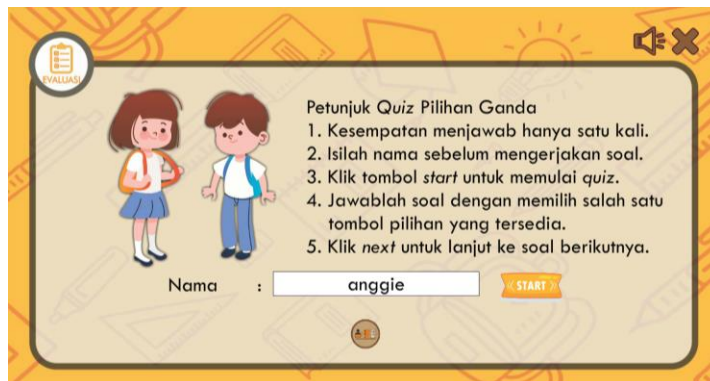 EVALUASI
Petunjuk Quiz Pilihan Ganda
1. Kesempatan menjawab hanya satu kali.
2. Isilah nama sebelum mengerjakan soal.
3. Klik tombol start untuk memulai quiz.
4. Jawablah soal dengan memilih salah satu
tombol pilihan yang tersedia.
5. Klik next untuk lanjut ke soal berikutnya.
Nama : anggie
START